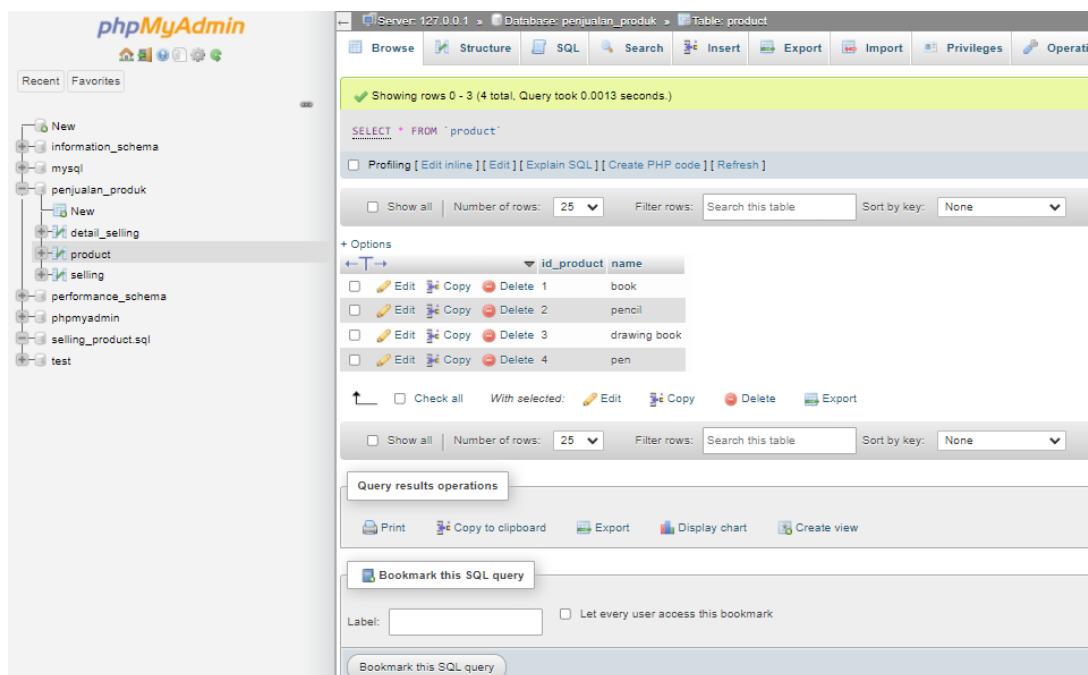 phpMyAdmin
Recent Favorites
New
information_schema
mysql
penjualan_produk
New
detail_selling
product
selling
performance_schema
phpmyadmin
selling_product.sql
test
Server: 127.0.0.1 » Database: penjualan_produk » Table: product
Browse Structure SQL Search Insert Export Import Privileges Operati
Showing rows 0 - 3 (4 total, Query took 0.0013 seconds.)
SELECT * FROM `product`
Profiling [ Edit inline ] [ Edit ] [ Explain SQL ] [ Create PHP code ] [ Refresh ]
Show all Number of rows: 25 Filter rows: Search this table Sort by key: None
+ Options
←T→ id_product name
Edit Copy Delete 1 book
Edit Copy Delete 2 pencil
Edit Copy Delete 3 drawing book
Edit Copy Delete 4 pen
Check all With selected: Edit Copy Delete Export
Show all Number of rows: 25 Filter rows: Search this table Sort by key: None
Query results operations
Print Copy to clipboard Export Display chart Create view
Bookmark this SQL query
Label: Let every user access this bookmark
Bookmark this SQL query